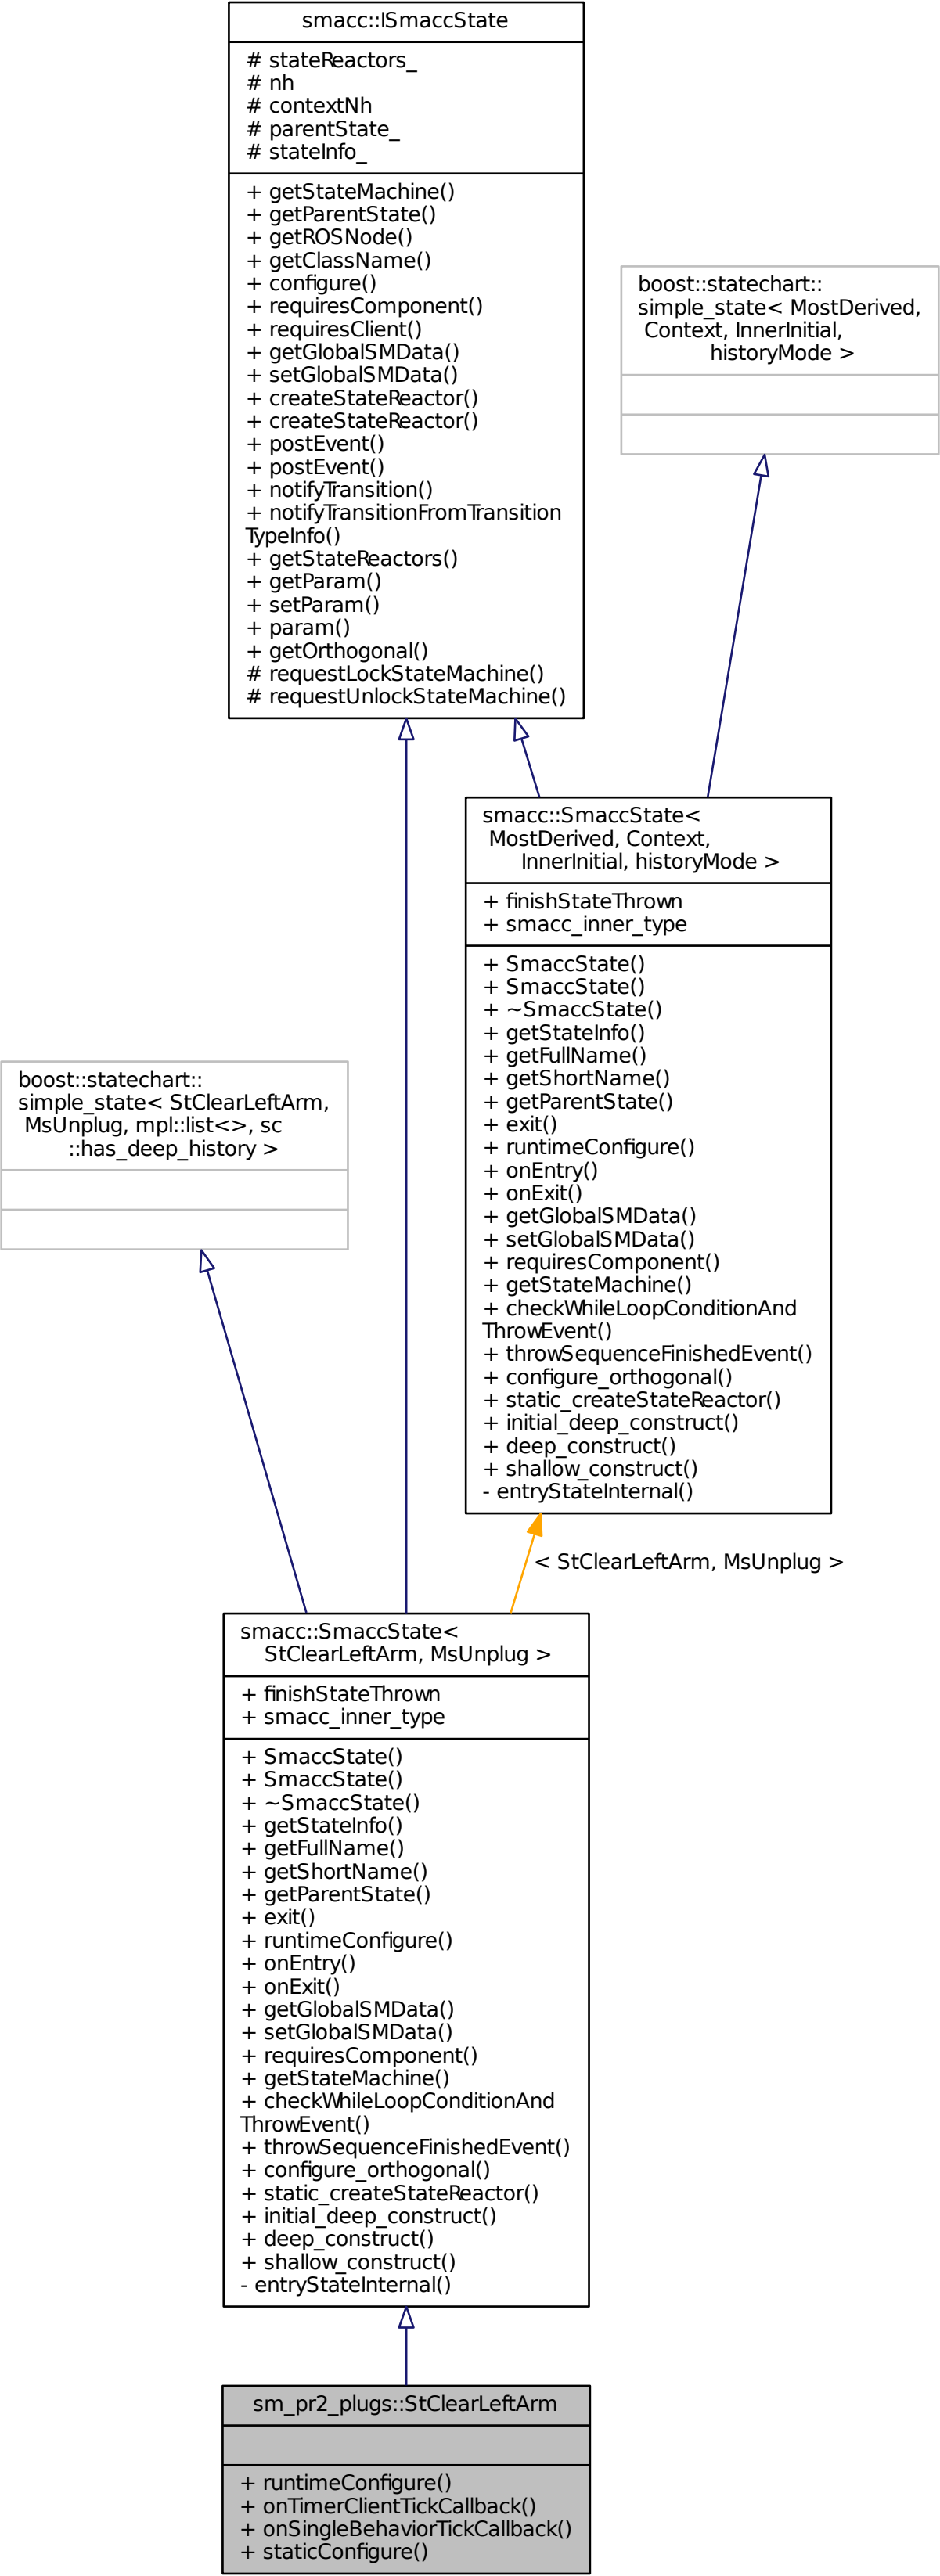 smacc::ISmaccState
# stateReactors_
# nh
# contextNh
# parentState_
# stateInfo_
+ getStateMachine()
+ getParentState()
+ getROSNode()
+ getClassName()
+ configure()
+ requiresComponent()
+ requiresClient()
+ getGlobalSMData()
+ setGlobalSMData()
+ createStateReactor()
+ createStateReactor()
+ postEvent()
+ postEvent()
+ notifyTransition()
+ notifyTransitionFromTransition
TypeInfo()
+ getStateReactors()
+ getParam()
+ setParam()
+ param()
+ getOrthogonal()
# requestLockStateMachine()
# requestUnlockStateMachine()
boost::statechart::
simple_state< MostDerived,
Context, InnerInitial,
historyMode >
smacc::SmaccState<
MostDerived, Context,
InnerInitial, historyMode >
+ finishStateThrown
+ smacc_inner_type
+ SmaccState()
+ SmaccState()
+ ~SmaccState()
+ getStateInfo()
+ getFullName()
+ getShortName()
+ getParentState()
+ exit()
+ runtimeConfigure()
+ onEntry()
+ onExit()
+ getGlobalSMData()
+ setGlobalSMData()
+ requiresComponent()
+ getStateMachine()
+ checkWhileLoopConditionAnd
ThrowEvent()
+ throwSequenceFinishedEvent()
+ configure_orthogonal()
+ static_createStateReactor()
+ initial_deep_construct()
+ deep_construct()
+ shallow_construct()
- entryStateInternal()
boost::statechart::
simple_state< StClearLeftArm,
MsUnplug, mpl::list<>, sc
::has_deep_history >
< StClearLeftArm, MsUnplug >
smacc::SmaccState<
StClearLeftArm, MsUnplug >
+ finishStateThrown
+ smacc_inner_type
+ SmaccState()
+ SmaccState()
+ ~SmaccState()
+ getStateInfo()
+ getFullName()
+ getShortName()
+ getParentState()
+ exit()
+ runtimeConfigure()
+ onEntry()
+ onExit()
+ getGlobalSMData()
+ setGlobalSMData()
+ requiresComponent()
+ getStateMachine()
+ checkWhileLoopConditionAnd
ThrowEvent()
+ throwSequenceFinishedEvent()
+ configure_orthogonal()
+ static_createStateReactor()
+ initial_deep_construct()
+ deep_construct()
+ shallow_construct()
- entryStateInternal()
sm_pr2_plugs::StClearLeftArm
+ runtimeConfigure()
+ onTimerClientTickCallback()
+ onSingleBehaviorTickCallback()
+ staticConfigure()